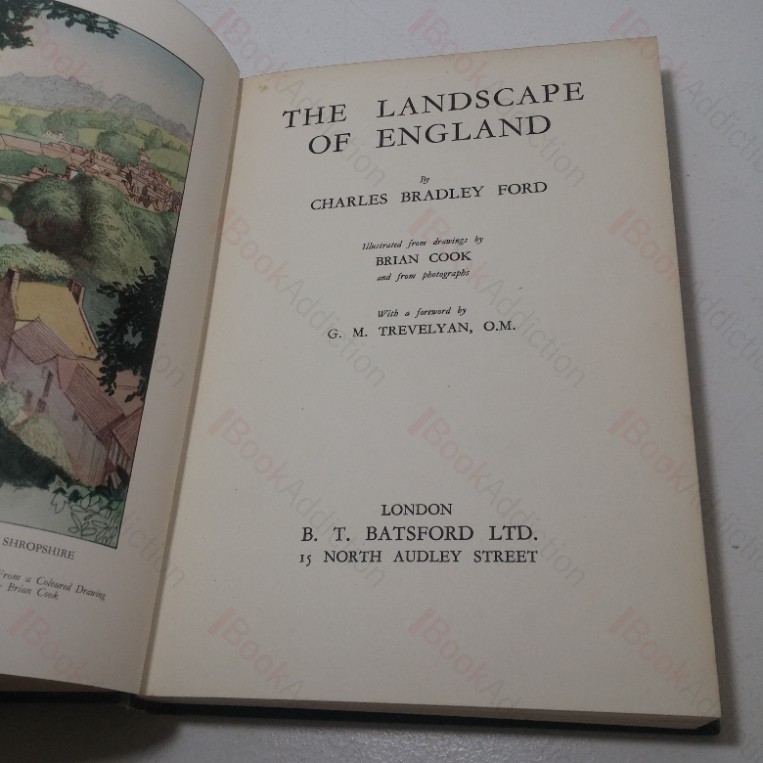 SHROPSHIRE
From a Coloured Drawing
Brian Cook
THE LANDSCAPE
OF ENGLAND
By
CHARLES BRADLEY FORD
Illustrated from drawings by
BRIAN COOK
and from photographs
With a foreword by
G. M. TREVELYAN, O.M.
LONDON
B. T. BATSFORD LTD.
15 NORTH AUDLEY STREET
BookAddiction